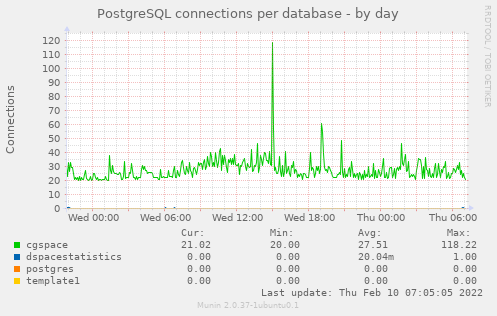 PostgreSQL connections per database - by day
RRDTOOL / TOBI OETIKER
Connections
120
110
100
90
80
70
60
50
40
30
20
10
0
Wed 00:00 Wed 06:00 Wed 12:00 Wed 18:00 Thu 00:00 Thu 06:00
Cur: Min: Avg: Max:
cgspace 21.02 20.00 27.51 118.22
dspacestatistics 0.00 0.00 20.04m 1.00
postgres 0.00 0.00 0.00 0.00
template1 0.00 0.00 0.00 0.00
Last update: Thu Feb 10 07:05:05 2022
Munin 2.0.37-1ubuntu0.1